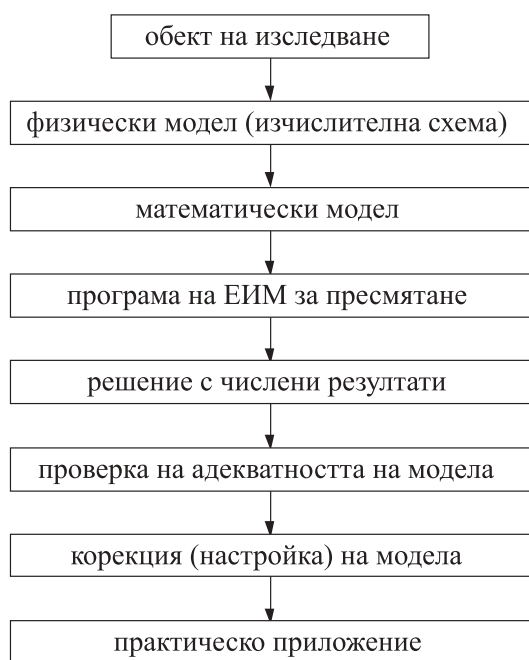 обект на изследване
физически модел (изчислителна схема)
математически модел
програма на ЕИМ за пресмятане
решение с числени резултати
проверка на адекватността на модела
корекция (настройка) на модела
практическо приложение